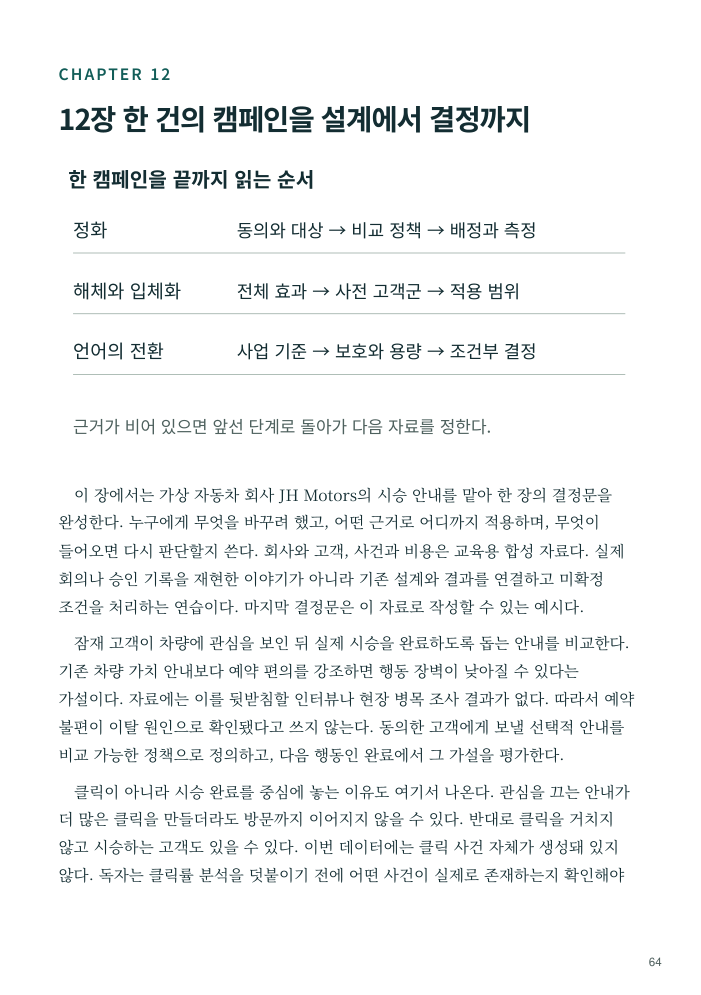 CHAPTER 12
12장 한 건의 캠페인을 설계에서 결정까지
한 캠페인을 끝까지 읽는 순서
정화 동의와 대상 → 비교 정책 → 배정과 측정
해체와 입체화 전체 효과 → 사전 고객군 → 적용 범위
언어의 전환 사업 기준 → 보호와 용량 → 조건부 결정
근거가 비어 있으면 앞선 단계로 돌아가 다음 자료를 정한다.
이 장에서는 가상 자동차 회사 JH Motors의 시승 안내를 맡아 한 장의 결정문을
완성한다. 누구에게 무엇을 바꾸려 했고, 어떤 근거로 어디까지 적용하며, 무엇이
들어오면 다시 판단할지 쓴다. 회사와 고객, 사건과 비용은 교육용 합성 자료다. 실제
회의나 승인 기록을 재현한 이야기가 아니라 기존 설계와 결과를 연결하고 미확정
조건을 처리하는 연습이다. 마지막 결정문은 이 자료로 작성할 수 있는 예시다.
잠재 고객이 차량에 관심을 보인 뒤 실제 시승을 완료하도록 돕는 안내를 비교한다.
기존 차량 가치 안내보다 예약 편의를 강조하면 행동 장벽이 낮아질 수 있다는
가설이다. 자료에는 이를 뒷받침할 인터뷰나 현장 병목 조사 결과가 없다. 따라서 예약
불편이 이탈 원인으로 확인됐다고 쓰지 않는다. 동의한 고객에게 보낼 선택적 안내를
비교 가능한 정책으로 정의하고, 다음 행동인 완료에서 그 가설을 평가한다.
클릭이 아니라 시승 완료를 중심에 놓는 이유도 여기서 나온다. 관심을 끄는 안내가
더 많은 클릭을 만들더라도 방문까지 이어지지 않을 수 있다. 반대로 클릭을 거치지
않고 시승하는 고객도 있을 수 있다. 이번 데이터에는 클릭 사건 자체가 생성돼 있지
않다. 독자는 클릭률 분석을 덧붙이기 전에 어떤 사건이 실제로 존재하는지 확인해야
64